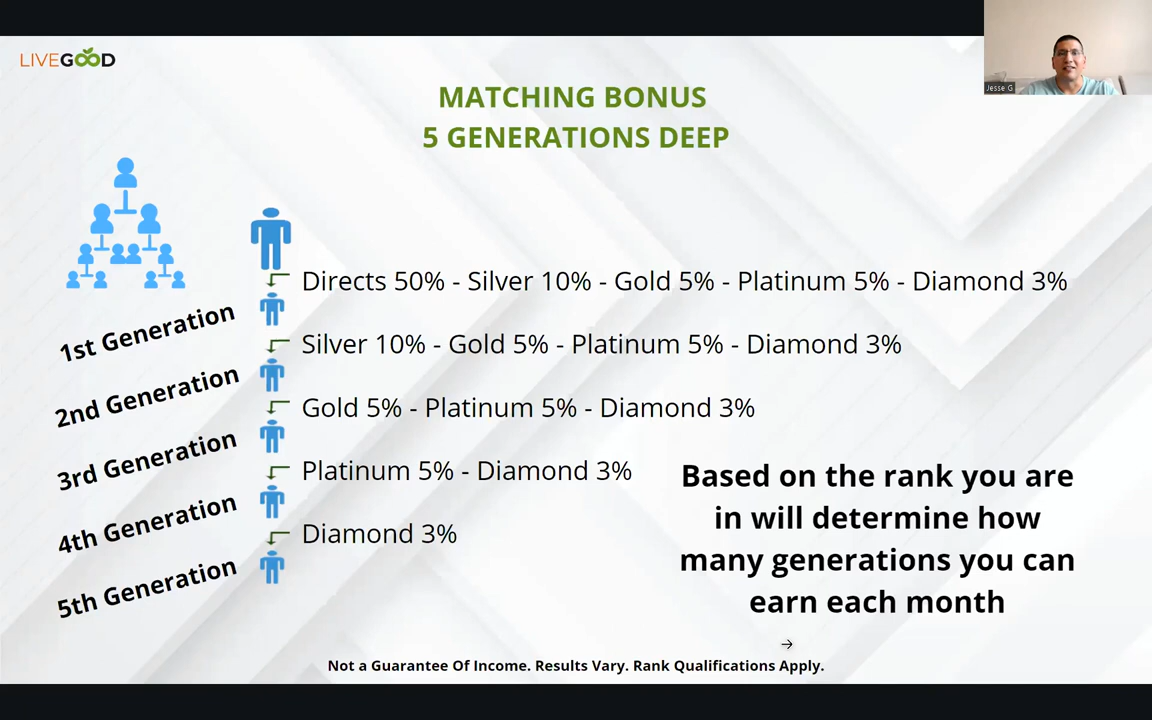 LIVEGOOD
Jesse G
MATCHING BONUS
5 GENERATIONS DEEP
Directs 50% - Silver 10% - Gold 5% - Platinum 5% - Diamond 3%
1st Generation
Silver 10% - Gold 5% - Platinum 5% - Diamond 3%
2nd Generation
Gold 5% - Platinum 5% - Diamond 3%
3rd Generation
Platinum 5% - Diamond 3%
4th Generation
Diamond 3%
5th Generation
Based on the rank you are
in will determine how
many generations you can
earn each month
Not a Guarantee Of Income. Results Vary. Rank Qualifications Apply.